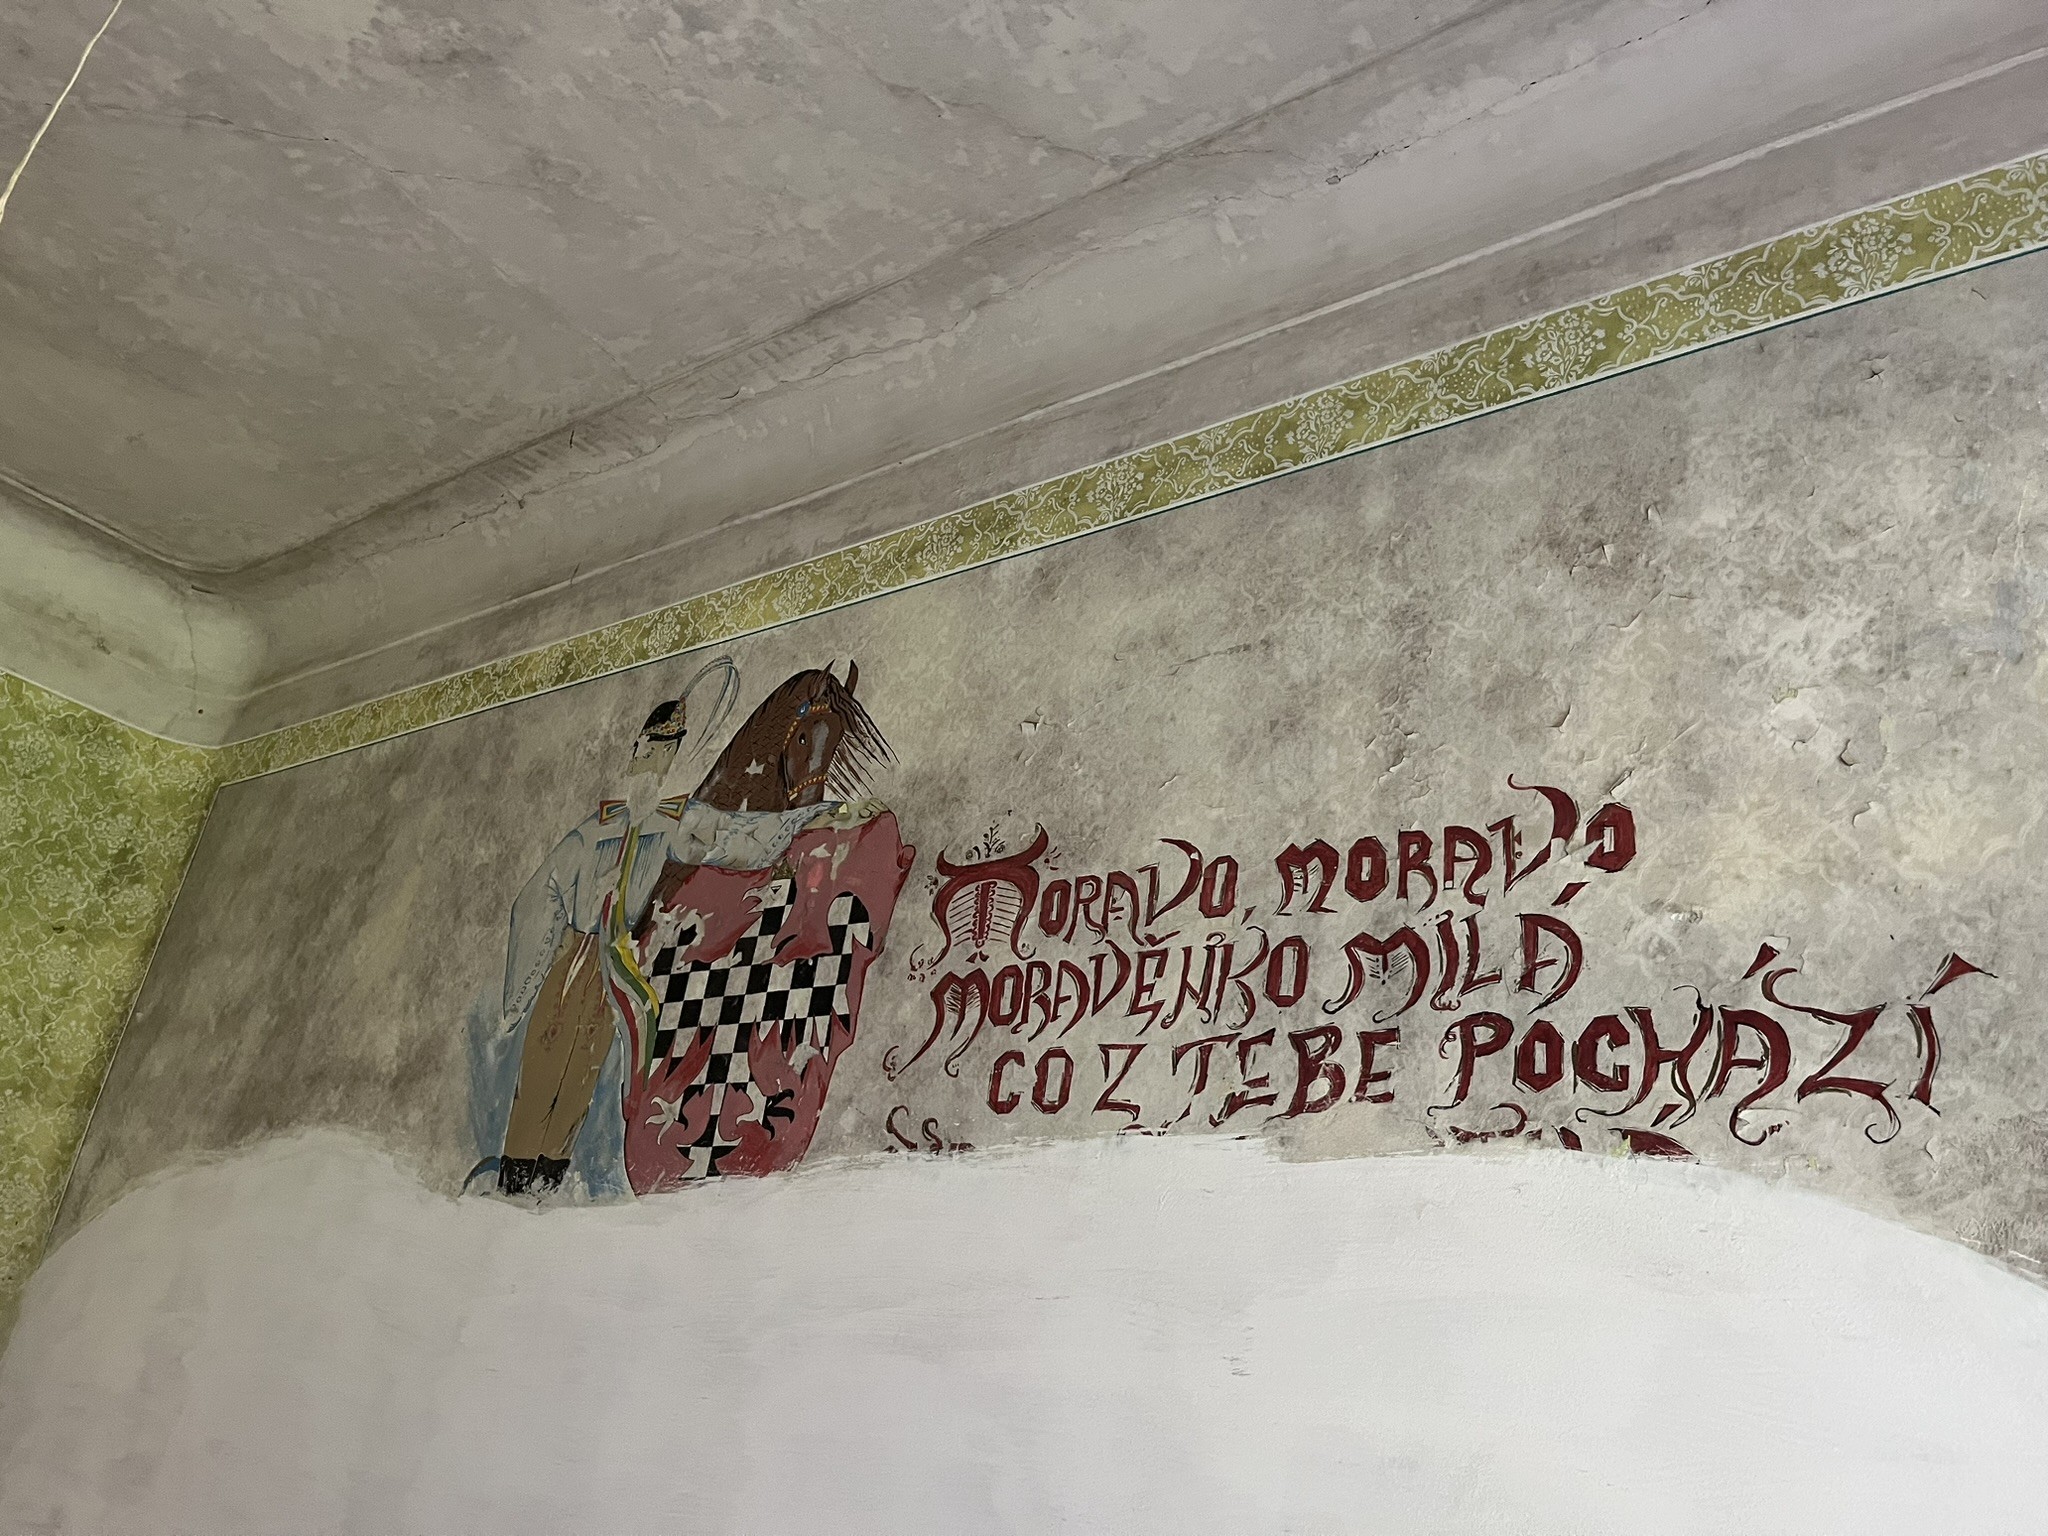 MORAVO, MORAVO
MORAVĚNKO MILÁ
CO Z TEBE POCHÁZÍ